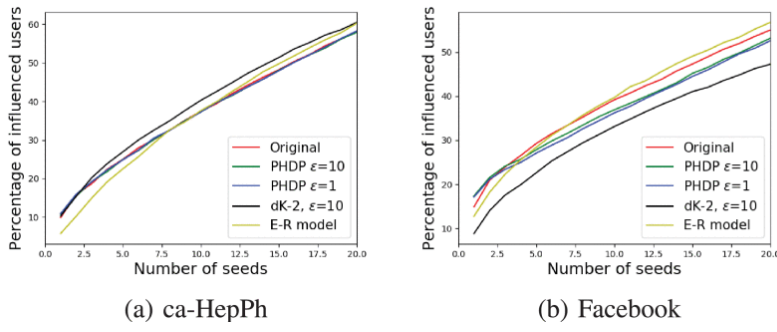 Percentage of influenced users
60
50
40
30
20
10
0.0 2.5 5.0 7.5 10.0 12.5 15.0 17.5 20.0
Number of seeds
Original
PHDP ε=10
PHDP ε=1
dK-2, ε=10
E-R model
(a) ca-HepPh
Percentage of influenced users
50
40
30
20
10
0.0 2.5 5.0 7.5 10.0 12.5 15.0 17.5 20.0
Number of seeds
Original
PHDP ε=10
PHDP ε=1
dK-2, ε=10
E-R model
(b) Facebook